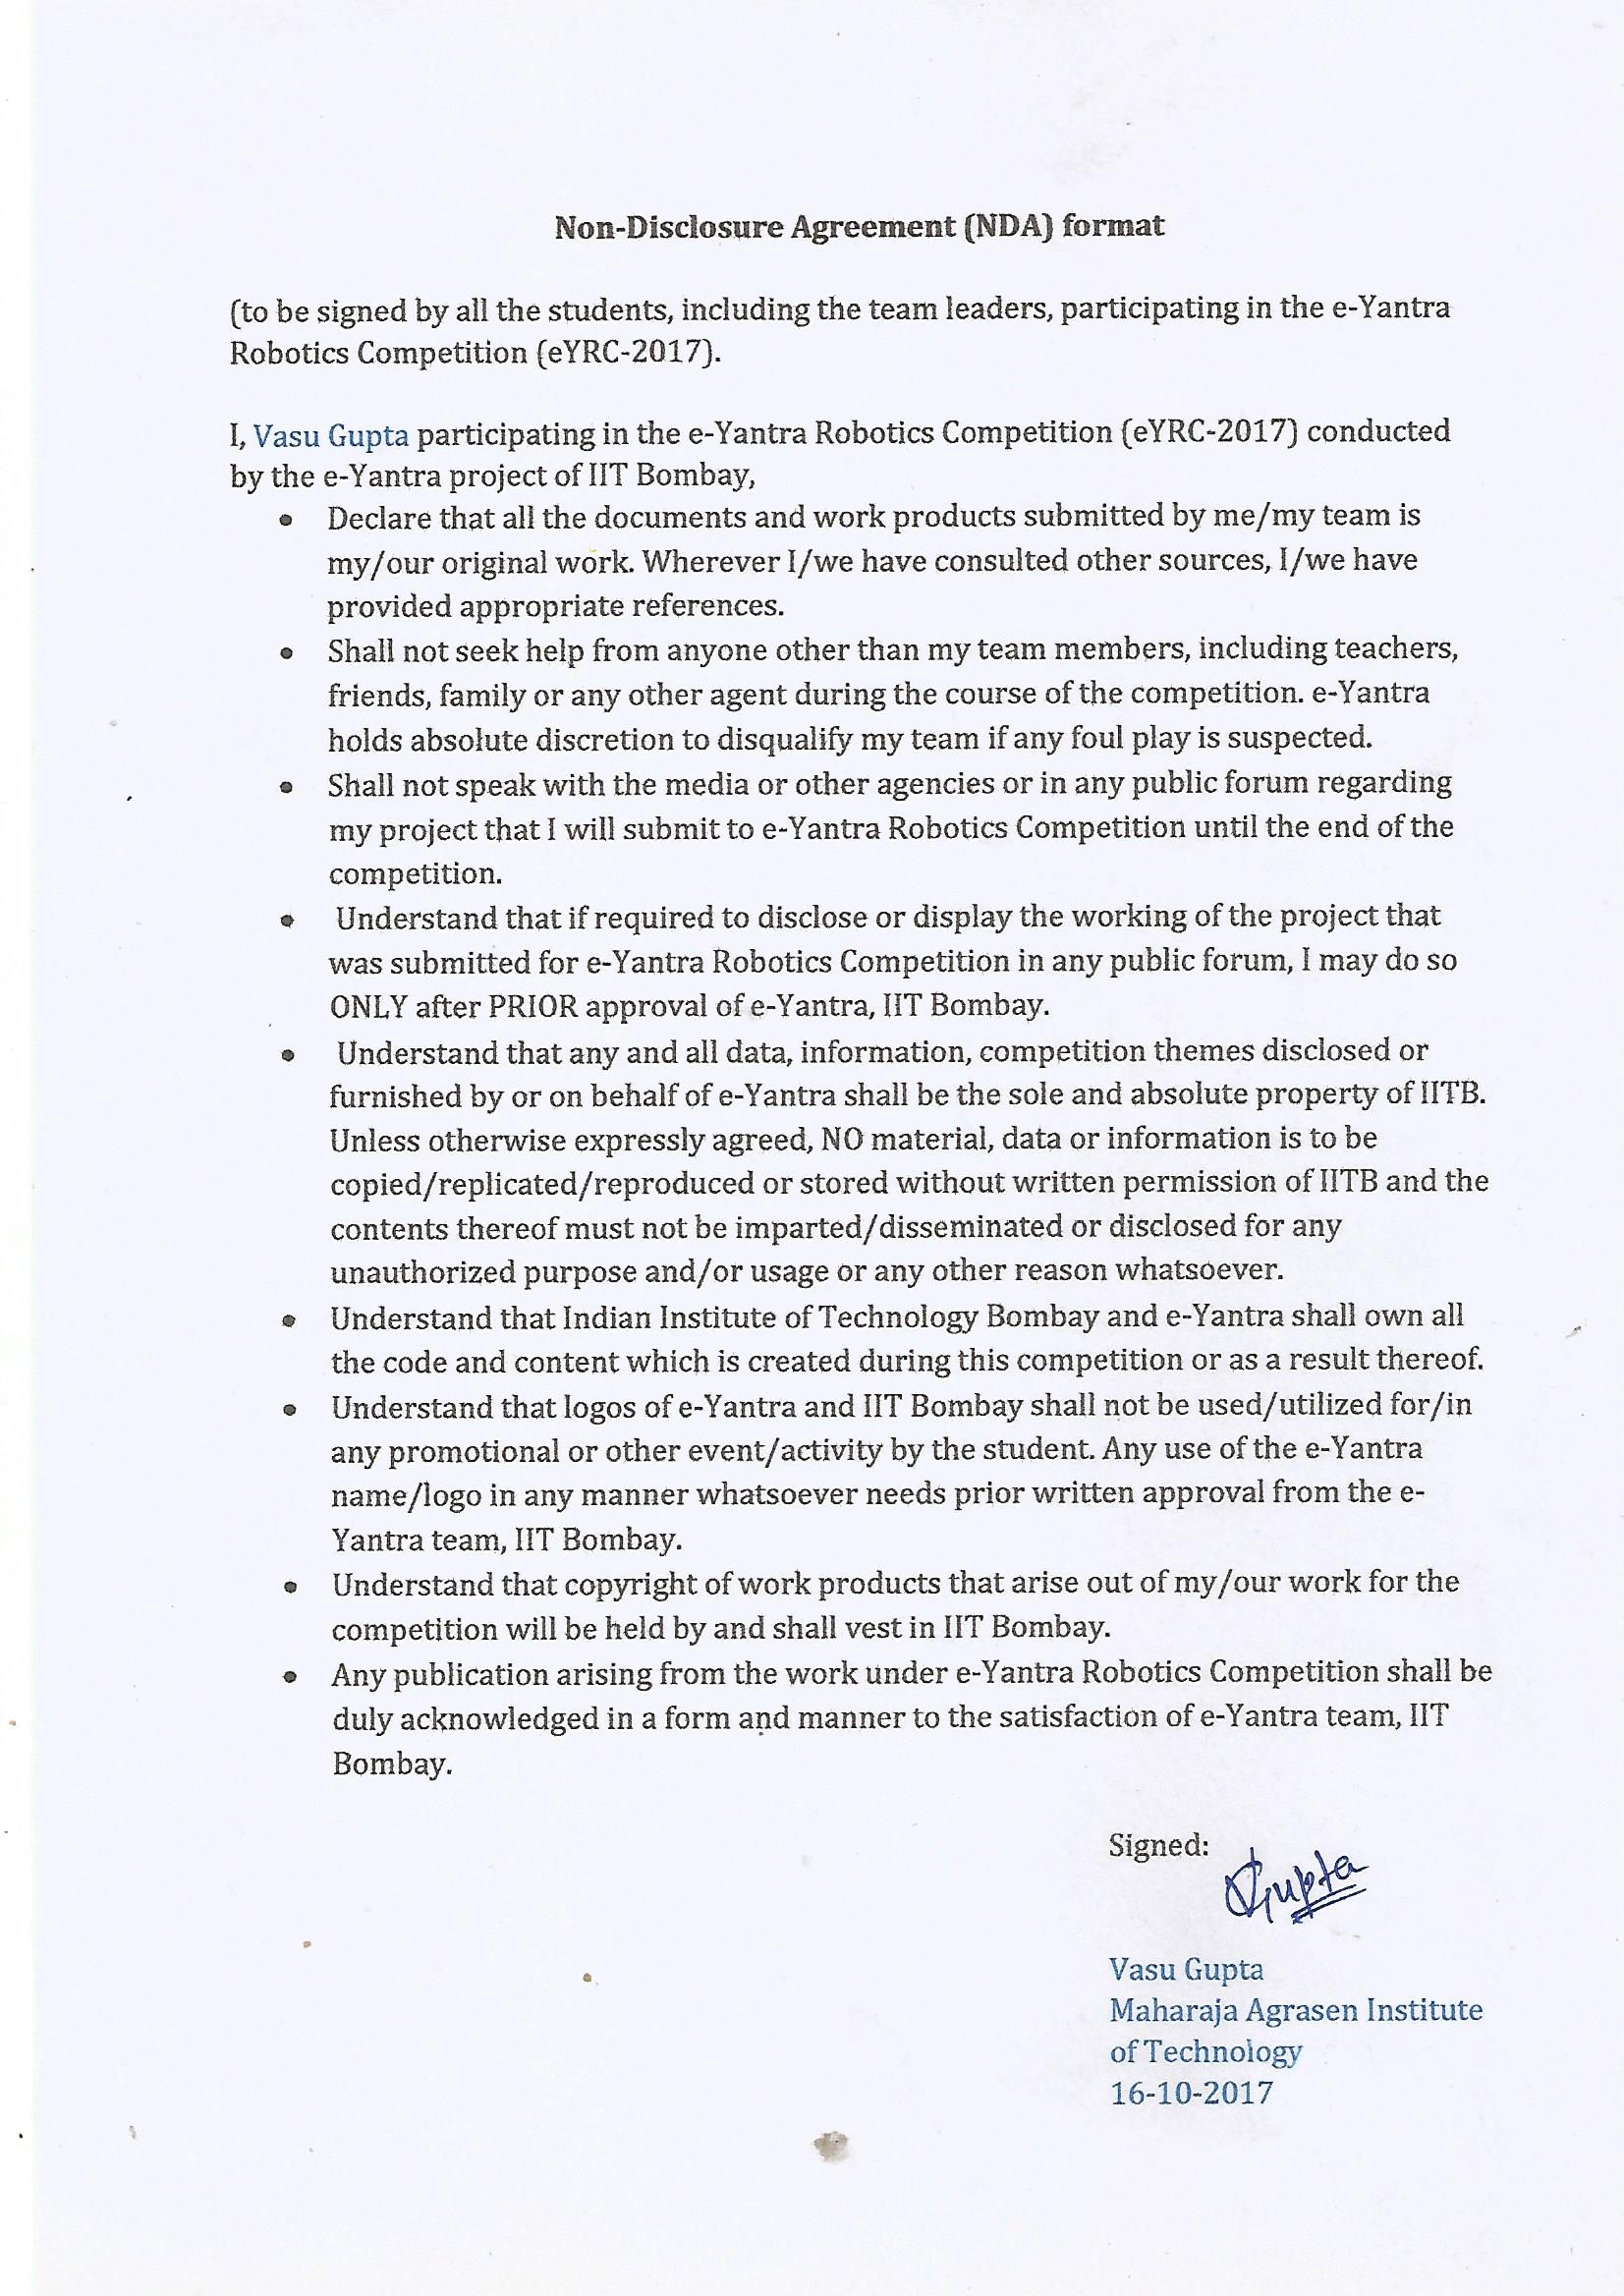 Non-Disclosure Agreement (NDA) format
(to be signed by all the students, including the team leaders, participating in the e-Yantra
Robotics Competition (eYRC-2017).
I, Vasu Gupta participating in the e-Yantra Robotics Competition (eYRC-2017) conducted
by the e-Yantra project of IIT Bombay,
• Declare that all the documents and work products submitted by me/my team is
my/our original work. Wherever I/we have consulted other sources, I/we have
provided appropriate references.
• Shall not seek help from anyone other than my team members, including teachers,
friends, family or any other agent during the course of the competition. e-Yantra
holds absolute discretion to disqualify my team if any foul play is suspected.
• Shall not speak with the media or other agencies or in any public forum regarding
my project that I will submit to e-Yantra Robotics Competition until the end of the
competition.
• Understand that if required to disclose or display the working of the project that
was submitted for e-Yantra Robotics Competition in any public forum, I may do so
ONLY after PRIOR approval of e-Yantra, IIT Bombay.
• Understand that any and all data, information, competition themes disclosed or
furnished by or on behalf of e-Yantra shall be the sole and absolute property of IITB.
Unless otherwise expressly agreed, NO material, data or information is to be
copied/replicated/reproduced or stored without written permission of IITB and the
contents thereof must not be imparted/disseminated or disclosed for any
unauthorized purpose and/or usage or any other reason whatsoever.
• Understand that Indian Institute of Technology Bombay and e-Yantra shall own all
the code and content which is created during this competition or as a result thereof.
• Understand that logos of e-Yantra and IIT Bombay shall not be used/utilized for/in
any promotional or other event/activity by the student. Any use of the e-Yantra
name/logo in any manner whatsoever needs prior written approval from the e-
Yantra team, IIT Bombay.
• Understand that copyright of work products that arise out of my/our work for the
competition will be held by and shall vest in IIT Bombay.
• Any publication arising from the work under e-Yantra Robotics Competition shall be
duly acknowledged in a form and manner to the satisfaction of e-Yantra team, IIT
Bombay.
Signed:
VGupta
Vasu Gupta
Maharaja Agrasen Institute
of Technology
16-10-2017